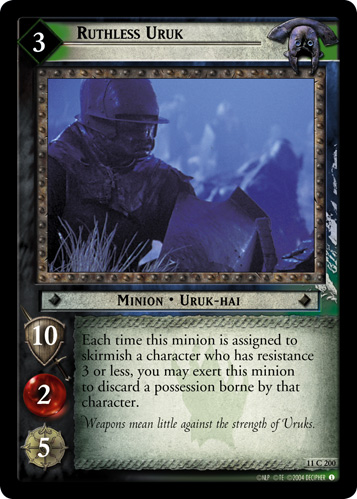 3
RUTHLESS URUK
MINION • URUK-HAI
10
2
5
Each time this minion is assigned to
skirmish a character who has resistance
3 or less, you may exert this minion
to discard a possession borne by that
character.
Weapons mean little against the strength of Uruks.
11 C 200
©NLP ©TE ©2004 DECIPHER